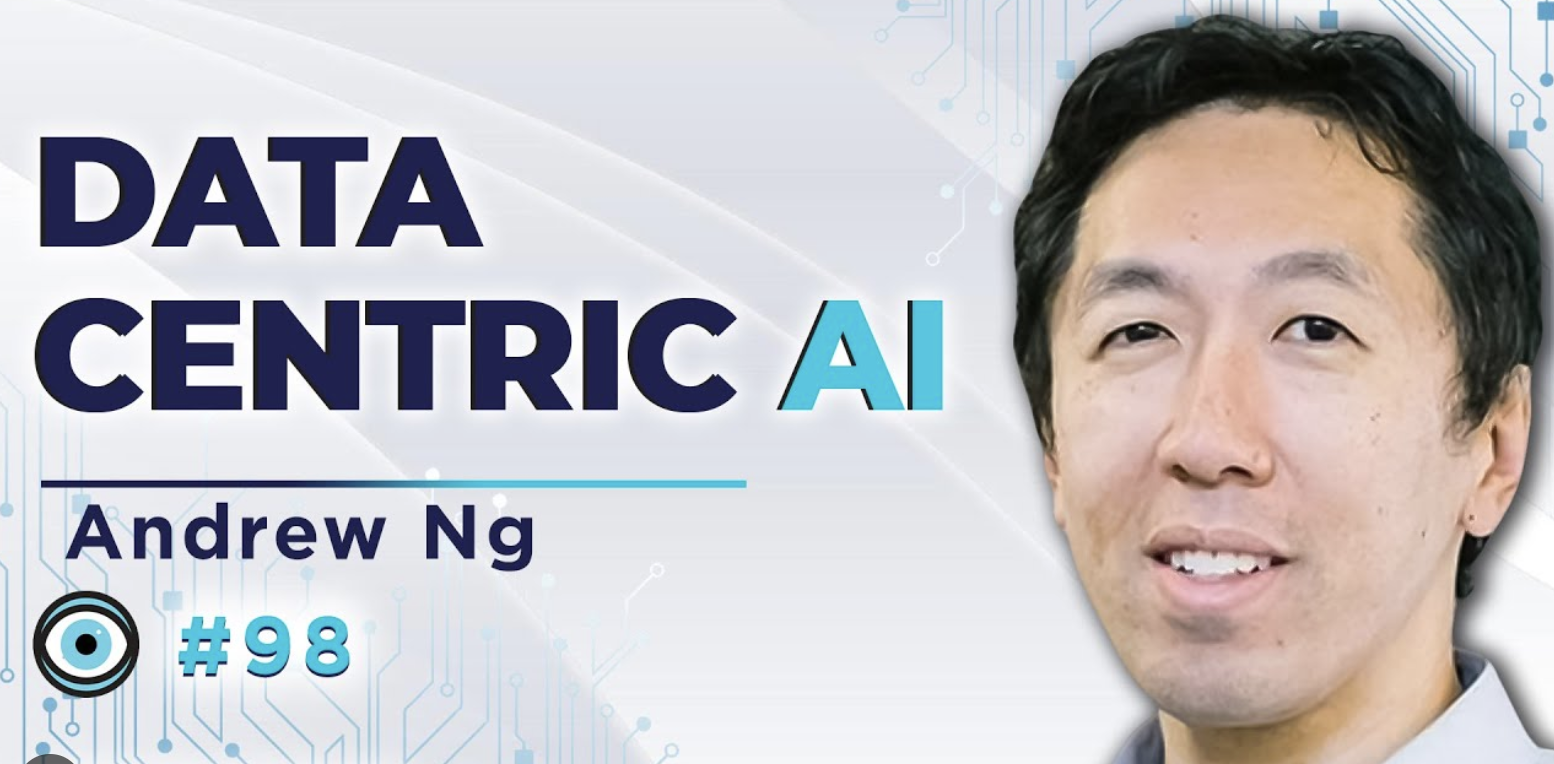 DATA
CENTRIC AI
Andrew Ng
#98